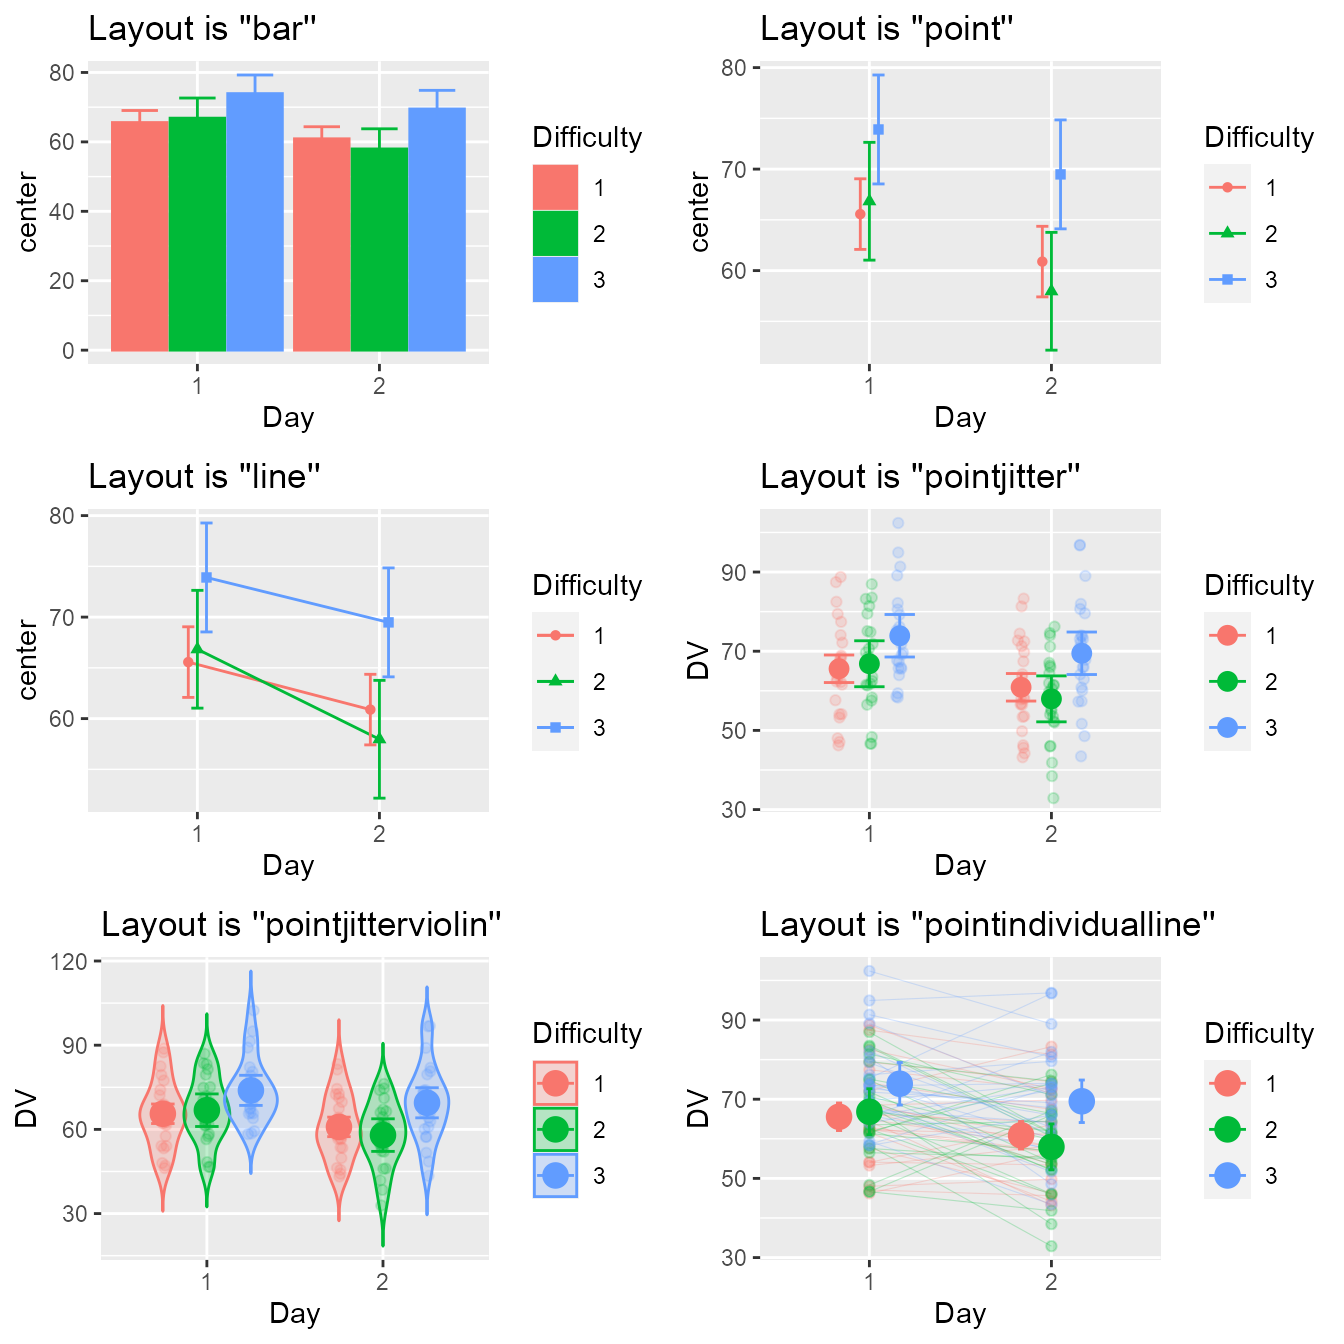 Layout is "bar"
80
60
40
20
0
center
1
2
Day
Difficulty
1
2
3
Layout is "point"
80
70
60
center
1
2
Day
Difficulty
1
2
3
Layout is "line"
80
70
60
center
1
2
Day
Difficulty
1
2
3
Layout is "pointjitter"
90
70
50
30
DV
1
2
Day
Difficulty
1
2
3
Layout is "pointjitterviolin"
120
90
60
30
DV
1
2
Day
Difficulty
1
2
3
Layout is "pointindividualline"
90
70
50
30
DV
1
2
Day
Difficulty
1
2
3